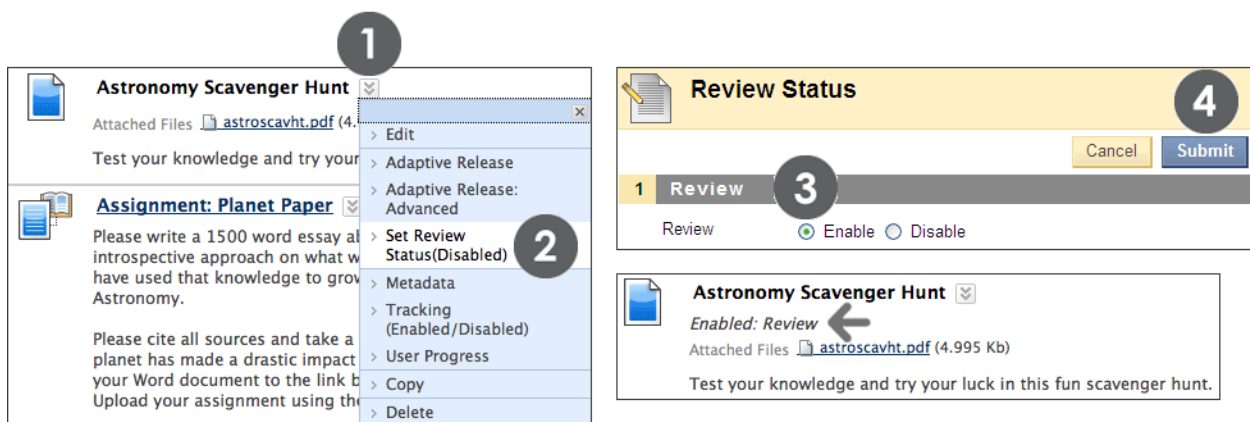 1
Astronomy Scavenger Hunt
Attached Files astroscavht.pdf (4.
Test your knowledge and try your
Assignment: Planet Paper
Please write a 1500 word essay
introspective approach on what
have used that knowledge to grow
Astronomy.
Please cite all sources and take a
planet has made a drastic impact
your Word document to the link
Upload your assignment using the
> Edit
> Adaptive Release
> Adaptive Release:
Advanced
> Set Review
Status(Disabled)
2
> Metadata
> Tracking
(Enabled/Disabled)
> User Progress
> Copy
> Delete
Review Status
4
Cancel Submit
1 Review
3
Review Enable Disable
Astronomy Scavenger Hunt
Enabled: Review
Attached Files astroscavht.pdf (4.995 Kb)
Test your knowledge and try your luck in this fun scavenger hunt.